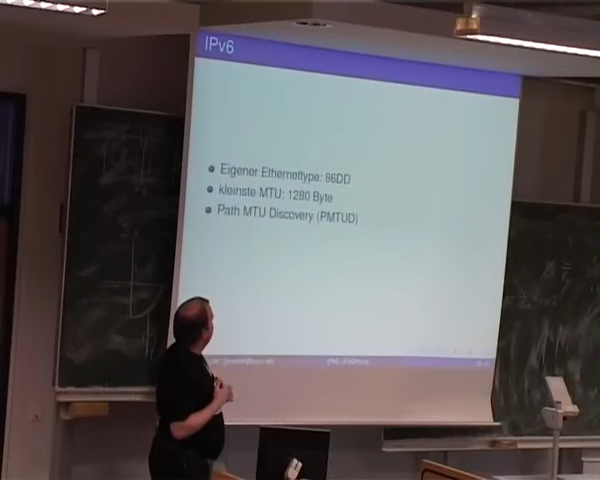 IPv6
Eigener Ethernettype: 86DD
kleinste MTU: 1280 Byte
Path MTU Discovery (PMTUD)